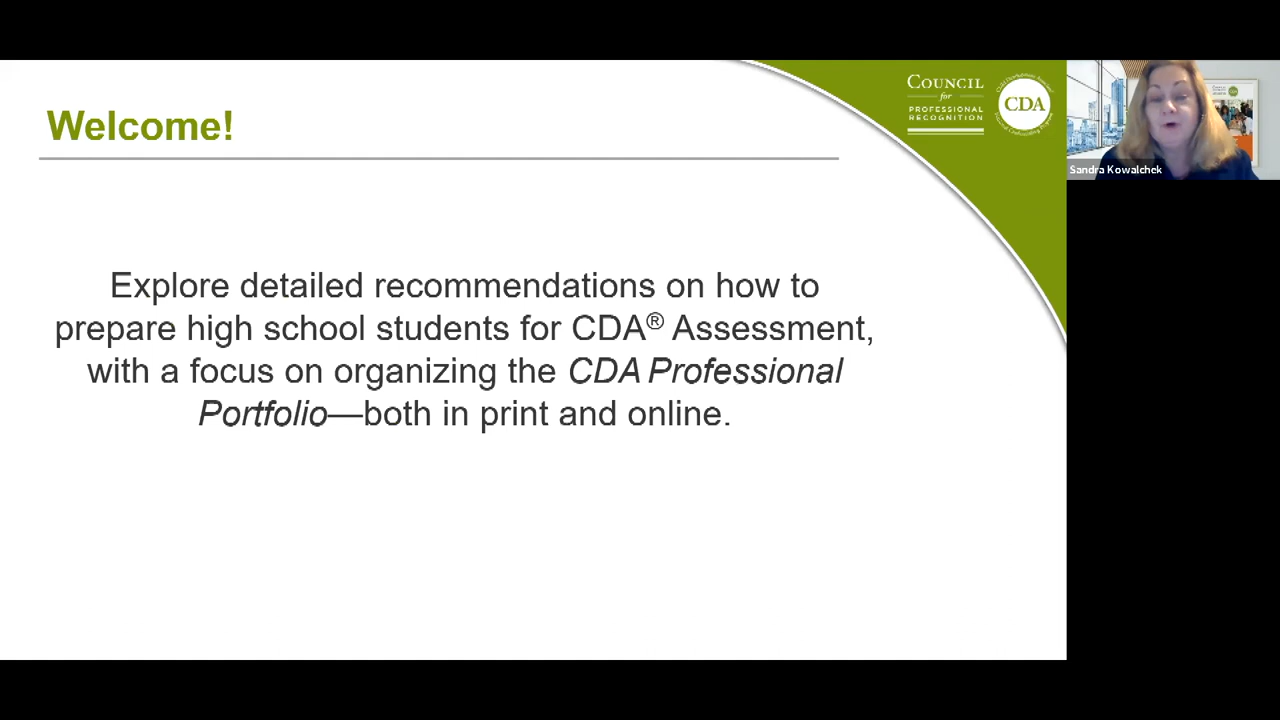 Welcome!
COUNCIL
for
PROFESSIONAL
RECOGNITION
CDA
Sandra Kowalchek
Explore detailed recommendations on how to
prepare high school students for CDA® Assessment,
with a focus on organizing the CDA Professional
Portfolio—both in print and online.